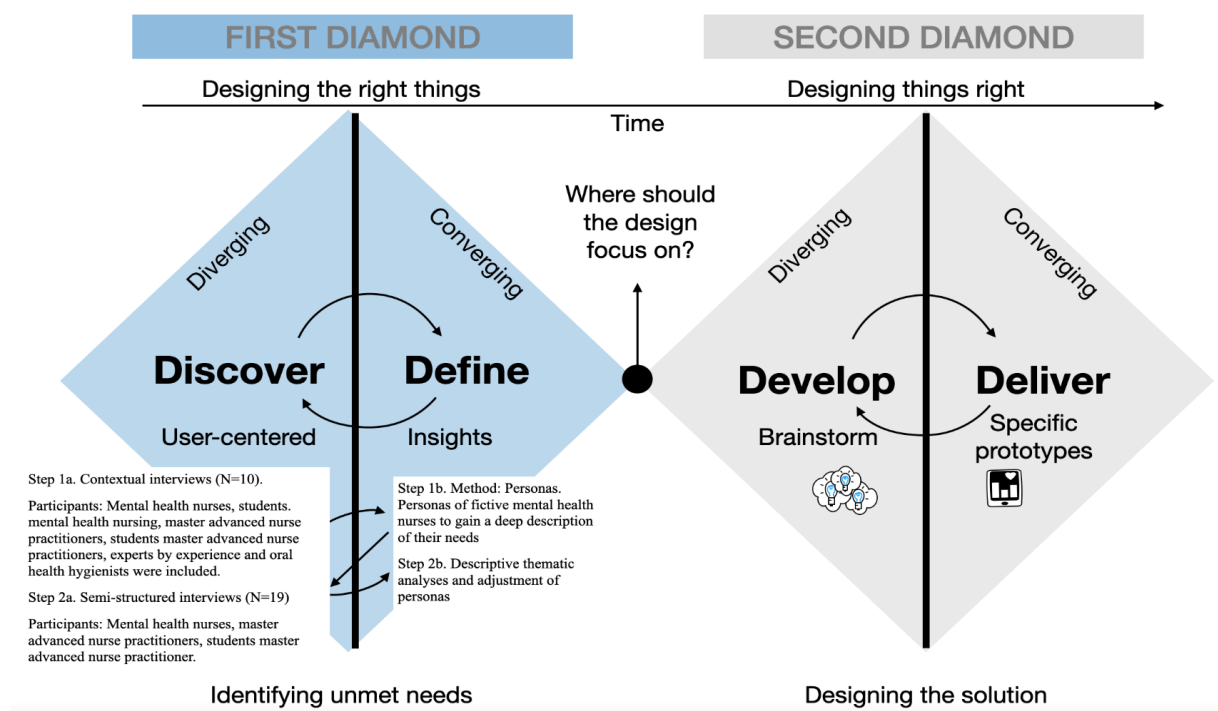 FIRST DIAMOND
SECOND DIAMOND
Designing the right things
Designing things right
Time
Where should
the design
focus on?
Diverging
Converging
Diverging
Converging
Discover
Define
Develop
Deliver
User-centered
Insights
Brainstorm
Specific
prototypes
Step 1a. Contextual interviews (N=10).
Participants: Mental health nurses, students.
mental health nursing, master advanced nurse
practitioners, students master advanced nurse
practitioners, experts by experience and oral
health hygienists were included.
Step 2a. Semi-structured interviews (N=19)
Participants: Mental health nurses, master
advanced nurse practitioners, students master
advanced nurse practitioner.
Step 1b. Method: Personas.
Personas of fictive mental health
nurses to gain a deep description
of their needs
Step 2b. Descriptive thematic
analyses and adjustment of
personas
Identifying unmet needs
Designing the solution